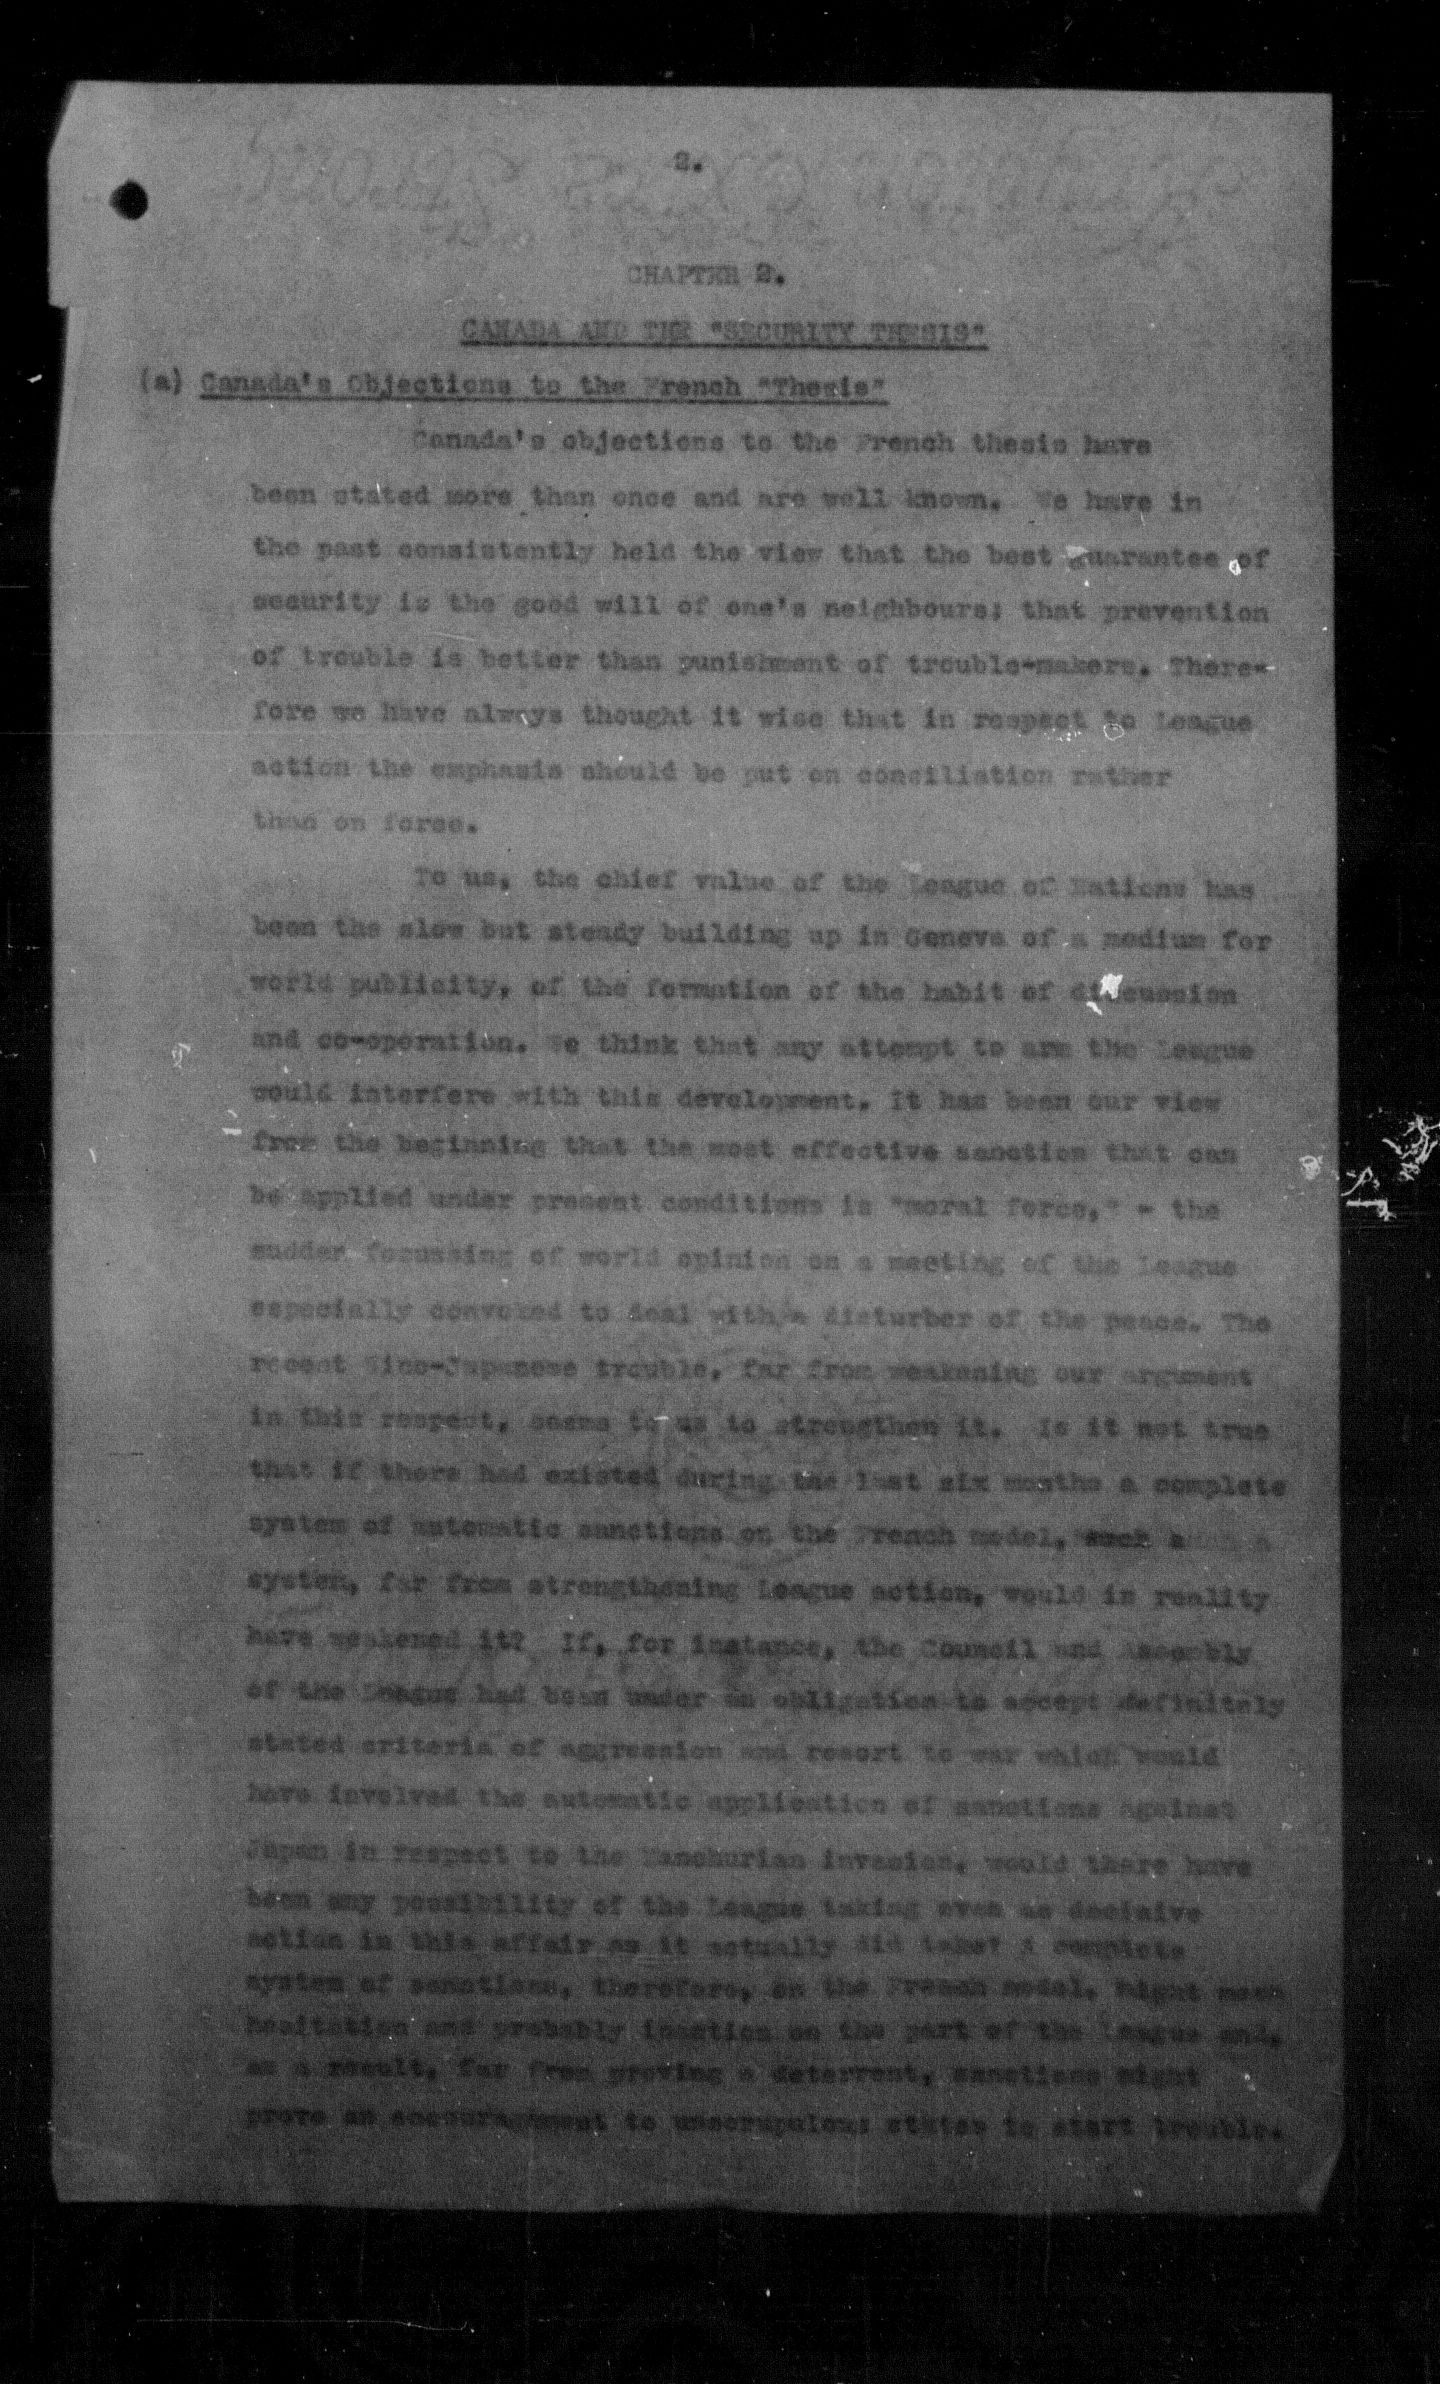 2.
CHAPTER 2.
CANADA AND THE "SECURITY THESIS"
(a) Canada's Objections to the French "Thesis"
Canada's objections to the French thesis have
been stated more than once and are well known. We have in
the past consistently held the view that the best guarantee of
security is the good will of one's neighbours; that prevention
of trouble is better than punishment of trouble-makers. There-
fore we have always thought it wise that in respect to League
action the emphasis should be put on conciliation rather
than on force.
To us, the chief value of the League of Nations has
been the slow but steady building up in Geneva of a medium for
world publicity, of the formation of the habit of discussion
and co-operation. We think that any attempt to arm the League
would interfere with this development. It has been our view
from the beginning that the most effective sanction that can
be applied under present conditions is "moral force," - the
sudden focussing of world opinion on a meeting of the League
especially convoked to deal with a disturber of the peace. The
recent Sino-Japanese trouble, far from weakening our argument
in this respect, seems to us to strengthen it. Is it not true
that if there had existed during the last six months a complete
system of automatic sanctions on the French model, such a
system, far from strengthening League action, would in reality
have weakened it? If, for instance, the Council and Assembly
of the League had been under an obligation to accept definitely
stated criteria of aggression and resort to war which would
have involved the automatic application of sanctions against
Japan in respect to the Manchurian invasion, would there have
been any possibility of the League taking even as decisive
action in this affair as it actually did take? A complete
system of sanctions, therefore, on the French model, might mean
hesitation and probably inaction on the part of the League and,
as a result, far from proving a deterrent, sanctions might
prove an encouragement to unscrupulous states to start trouble.